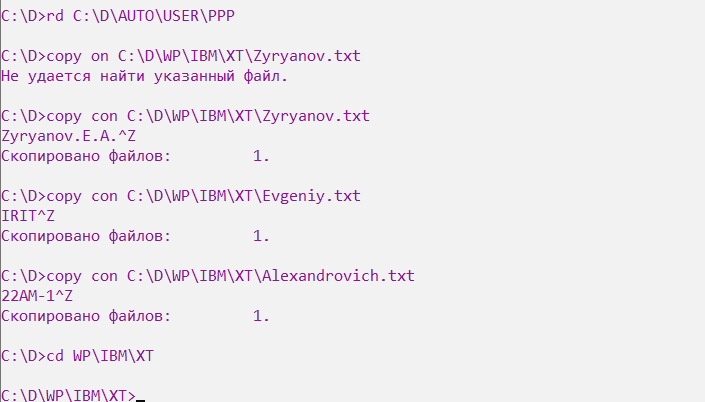 C:\D>rd C:\D\AUTO\USER\PPP
C:\D>copy on C:\D\WP\IBM\XT\Zyryanov.txt
Не удается найти указанный файл.
C:\D>copy con C:\D\WP\IBM\XT\Zyryanov.txt
Zyryanov.E.A.^Z
Скопировано файлов:         1.
C:\D>copy con C:\D\WP\IBM\XT\Evgeniy.txt
IRIT^Z
Скопировано файлов:         1.
C:\D>copy con C:\D\WP\IBM\XT\Alexandrovich.txt
22AM-1^Z
Скопировано файлов:         1.
C:\D>cd WP\IBM\XT
C:\D\WP\IBM\XT>